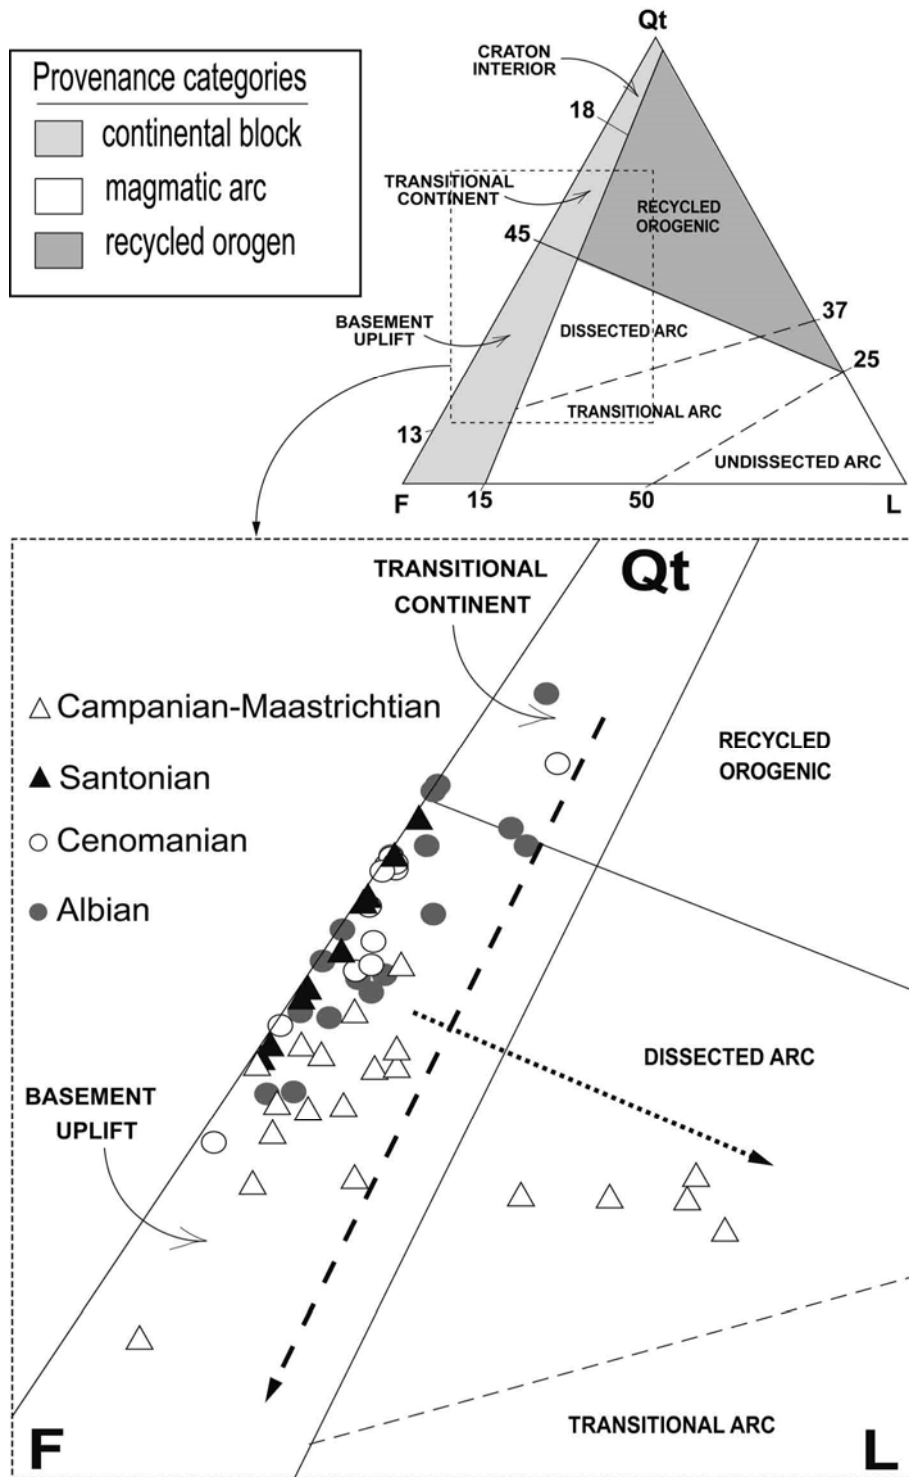 Provenance categories
continental block
magmatic arc
recycled orogen
Qt
CRATON
INTERIOR
18
TRANSITIONAL
CONTINENT
45
RECYCLED
OROGENIC
BASEMENT
UPLIFT
DISSECTED ARC
37
25
TRANSITIONAL ARC
13
UNDISSECTED ARC
F
15
50
L
TRANSITIONAL
CONTINENT
Qt
Campanian-Maastrichtian
Santonian
Cenomanian
Albian
RECYCLED
OROGENIC
DISSECTED ARC
BASEMENT
UPLIFT
TRANSITIONAL ARC
F
L